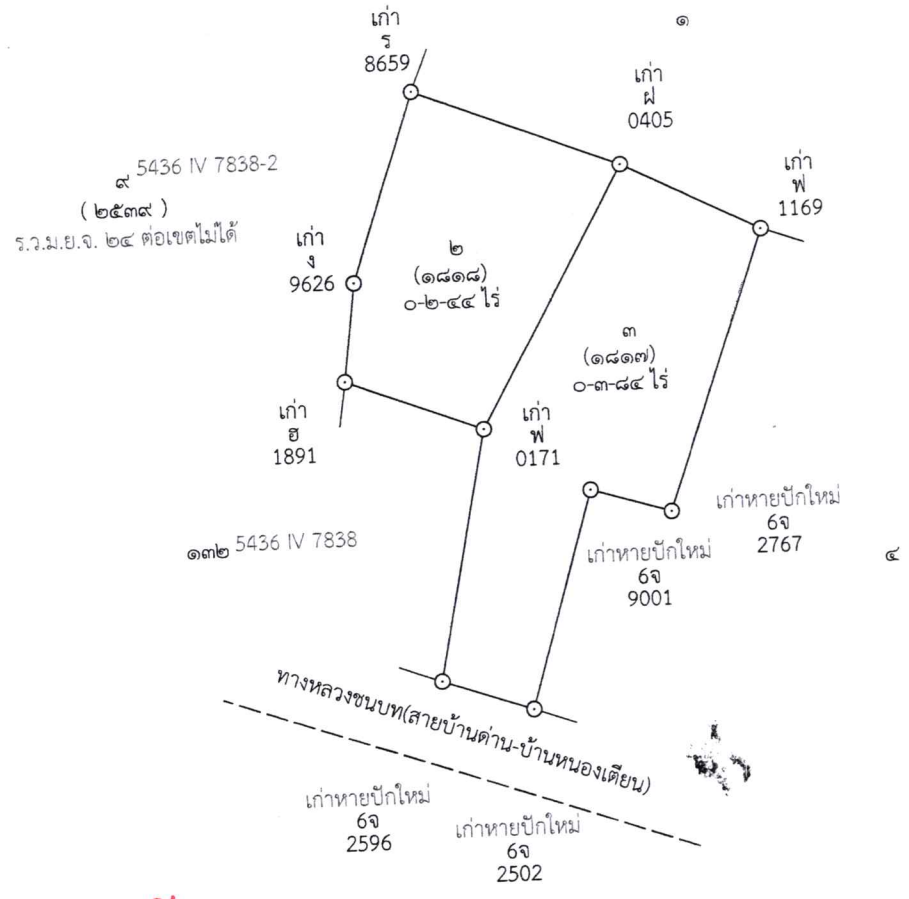 เก่า
ร
8659
๑
เก่า
ฝ
0405
เก่า
ฬ
1169
๙ 5436 IV 7838-2
(๒๕๓๙)
ร.ว.ม.ย.จ. ๒๔ ต่อเขตไม่ได้
เก่า
ง
9626
๒
(๑๘๑๘)
๐-๒-๔๔ ไร่
๓
(๑๘๑๗)
๐-๓-๘๔ ไร่
เก่า
ฮ
1891
เก่า
ฬ
0171
เก่าหายปักใหม่
6จ
2767
เก่าหายปักใหม่
6จ
9001
๔
๑๓๒ 5436 IV 7838
ทางหลวงชนบท(สายบ้านด่าน-บ้านหนองเตียน)
เก่าหายปักใหม่
6จ
2596
เก่าหายปักใหม่
6จ
2502